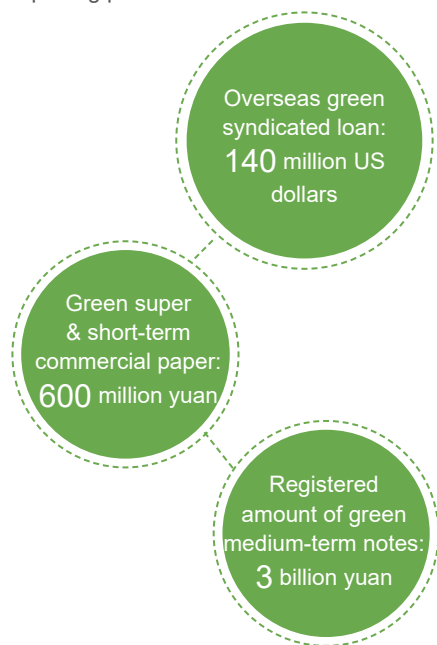 Overseas green
syndicated loan:
140 million US
dollars
Green super
& short-term
commercial paper:
600 million yuan
Registered
amount of green
medium-term notes:
3 billion yuan